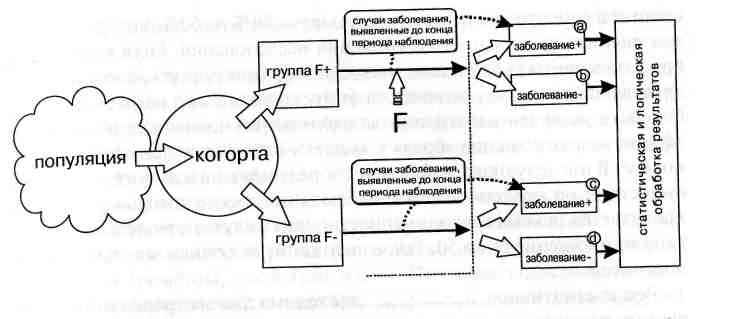 популяция
когорта
группа F+
группа F-
случаи заболевания,
выявленные до конца
периода наблюдения
F
случаи заболевания,
выявленные до конца
периода наблюдения
a
заболевание+
b
заболевание-
c
заболевание+
d
заболевание-
статистическая и логическая
обработка результатов